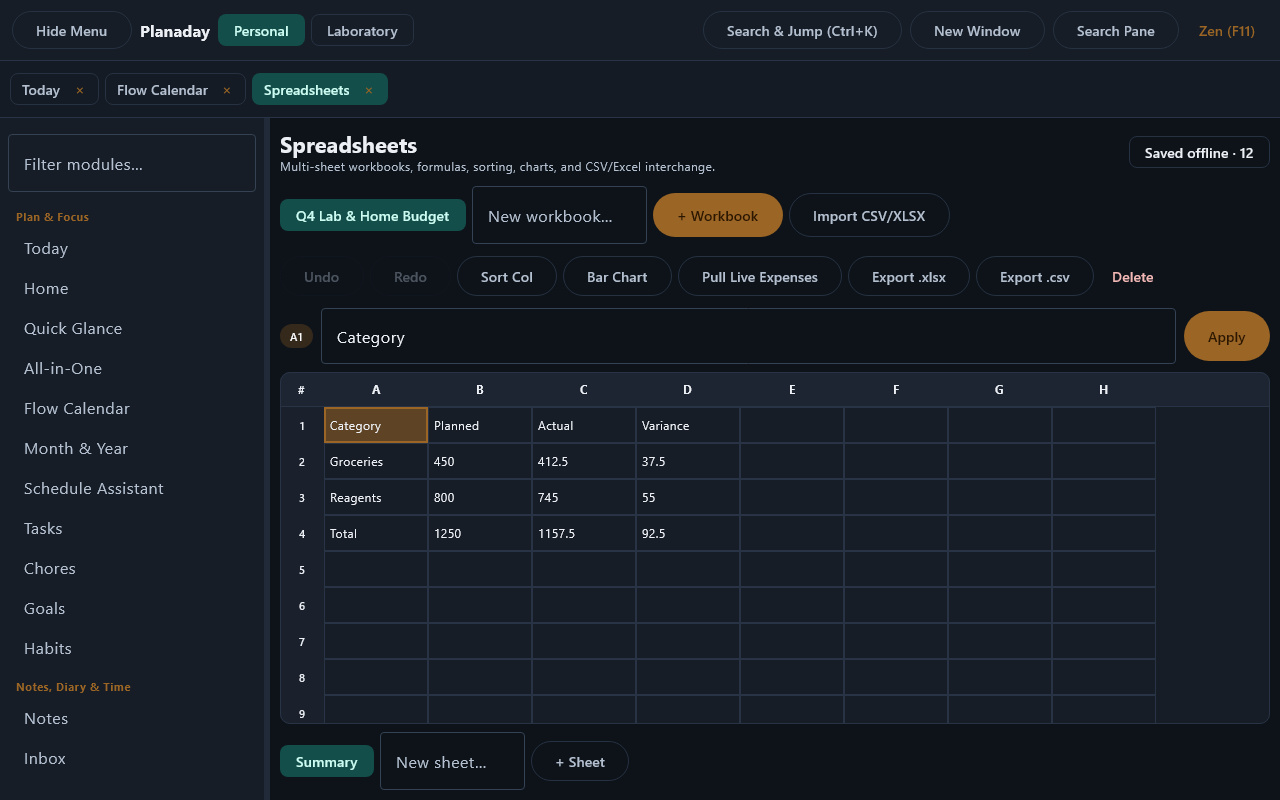 Hide Menu Planaday Personal Laboratory Search & Jump (Ctrl+K) New Window Search Pane Zen (F11)
Today × Flow Calendar × Spreadsheets ×
Filter modules...
Plan & Focus
Today
Home
Quick Glance
All-in-One
Flow Calendar
Month & Year
Schedule Assistant
Tasks
Chores
Goals
Habits
Notes, Diary & Time
Notes
Inbox
Spreadsheets
Multi-sheet workbooks, formulas, sorting, charts, and CSV/Excel interchange.
Saved offline · 12
Q4 Lab & Home Budget New workbook... + Workbook Import CSV/XLSX
Undo Redo Sort Col Bar Chart Pull Live Expenses Export .xlsx Export .csv Delete
A1 Category Apply
# A B C D E F G H
1 Category Planned Actual Variance
2 Groceries 450 412.5 37.5
3 Reagents 800 745 55
4 Total 1250 1157.5 92.5
5
6
7
8
9
Summary New sheet... + Sheet